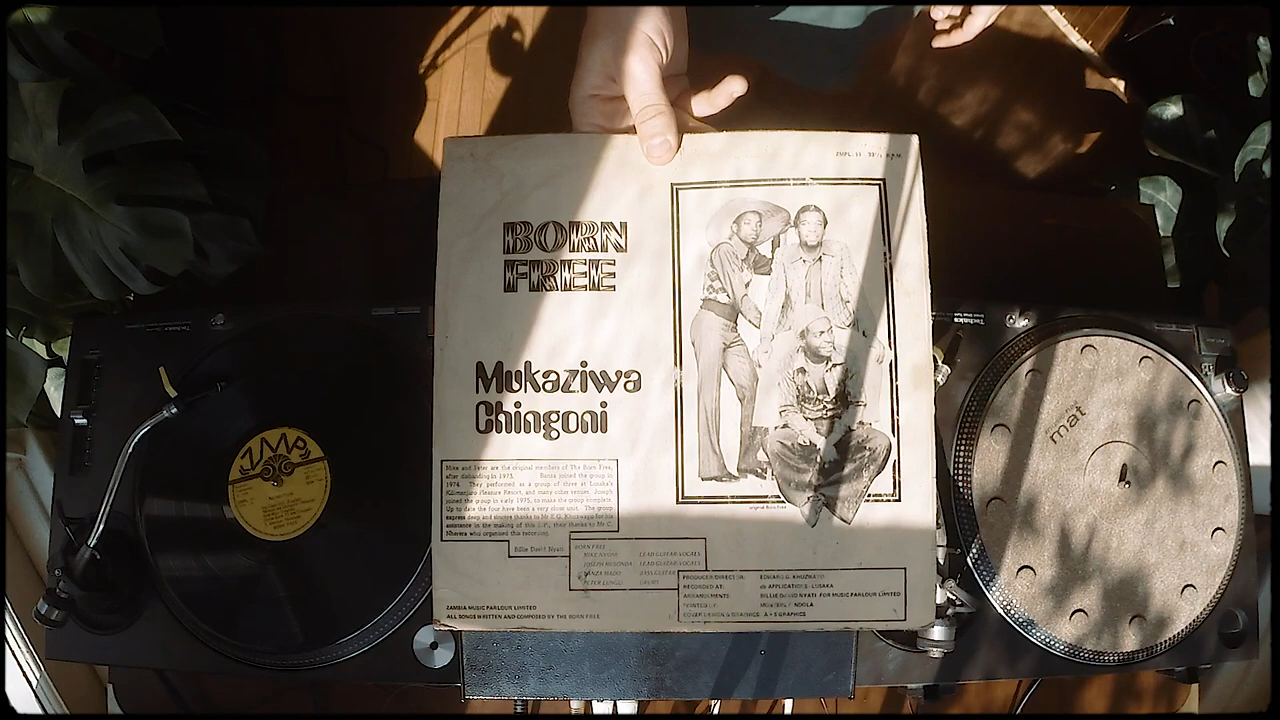 33⅓ R.P.M.
BORN
FREE
Mukaziwa
Chingoni
Mike and Peter are the original members of The Born Free,
after disbanding in 1973. Banza joined the group in
1974. They performed as a group of three at Lusaka's
Kilimanjaro Pleasure Resort, and many other venues. Joseph
joined the group in early 1975, to make the group complete.
Up to date the four have been a very close unit. The group
express deep and sincere thanks to Mr E.G. Khuzwayo for his
assistance in the making of this L.P., their thanks to Mr C.
Nherera who organised this recording.
Billie David Nyati
original Born Free
BORN FREE
MIKE NYONI LEAD GUITAR-VOCALS
JOSEPH LEAD GUITAR-VOCALS
BASS GUITAR
PETER LUNGU DRUMS
PRODUCER/DIRECTOR: EDWARD G. KHUZWAYO
RECORDED AT: dB APPLICATIONS - LUSAKA
ARRANGEMENTS: BILLIE DAVID NYATI FOR MUSIC PARLOUR LIMITED
PRINTED BY: NDOLA
COVER DESIGN & GRAPHICS: A + S GRAPHICS
ZAMBIA MUSIC PARLOUR LIMITED
ALL SONGS WRITTEN AND COMPOSED BY THE BORN FREE
ZMP
Technics
Technics
mat